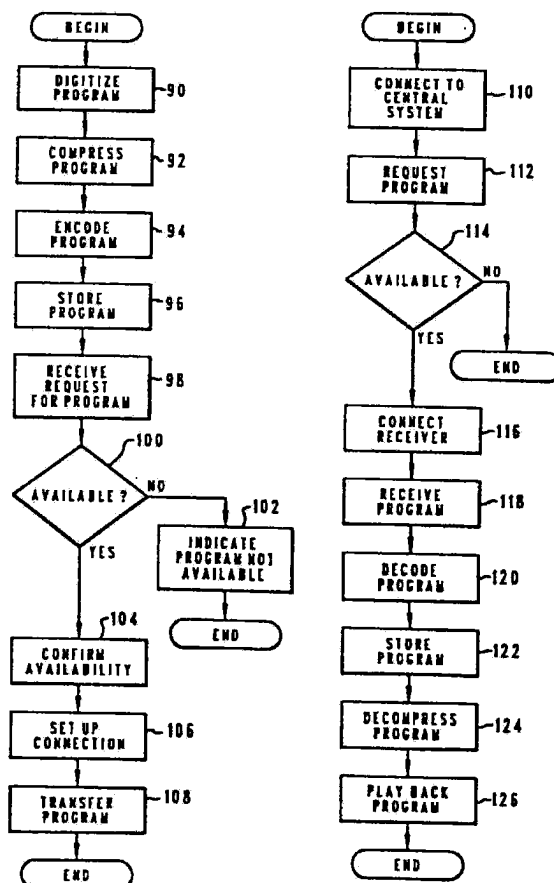 BEGIN
DIGITIZE
PROGRAM
90
COMPRESS
PROGRAM
92
ENCODE
PROGRAM
94
STORE
PROGRAM
96
RECEIVE
REQUEST
FOR PROGRAM
98
100
AVAILABLE?
NO
YES
102
INDICATE
PROGRAM NOT
AVAILABLE
END
104
CONFIRM
AVAILABILITY
SET UP
CONNECTION
106
TRANSFER
PROGRAM
108
END
BEGIN
CONNECT TO
CENTRAL
SYSTEM
110
REQUEST
PROGRAM
112
114
AVAILABLE?
NO
YES
END
CONNECT
RECEIVER
116
RECEIVE
PROGRAM
118
DECODE
PROGRAM
120
STORE
PROGRAM
122
DECOMPRESS
PROGRAM
124
PLAY BACK
PROGRAM
126
END